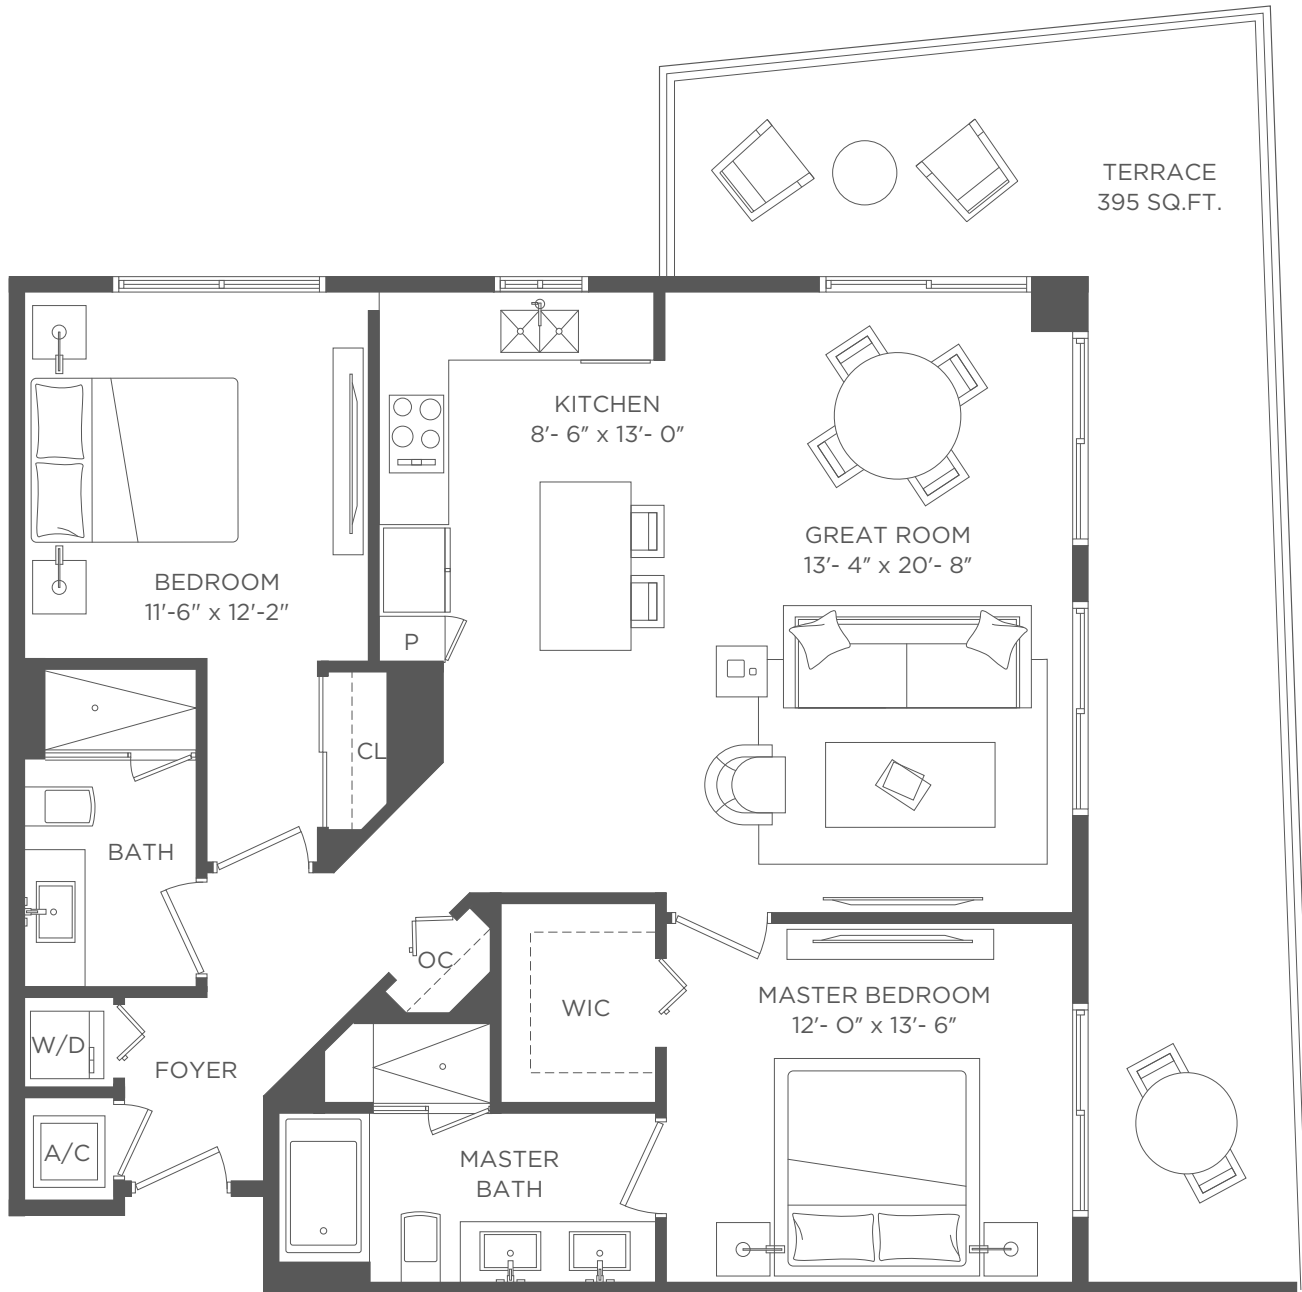 TERRACE
395 SQ.FT.
KITCHEN
8'- 6" x 13'- 0"
GREAT ROOM
13'- 4" x 20'- 8"
BEDROOM
11'-6" x 12'-2"
P
CL
BATH
OC
WIC
MASTER BEDROOM
12'- O" x 13'- 6"
W/D
FOYER
A/C
MASTER
BATH